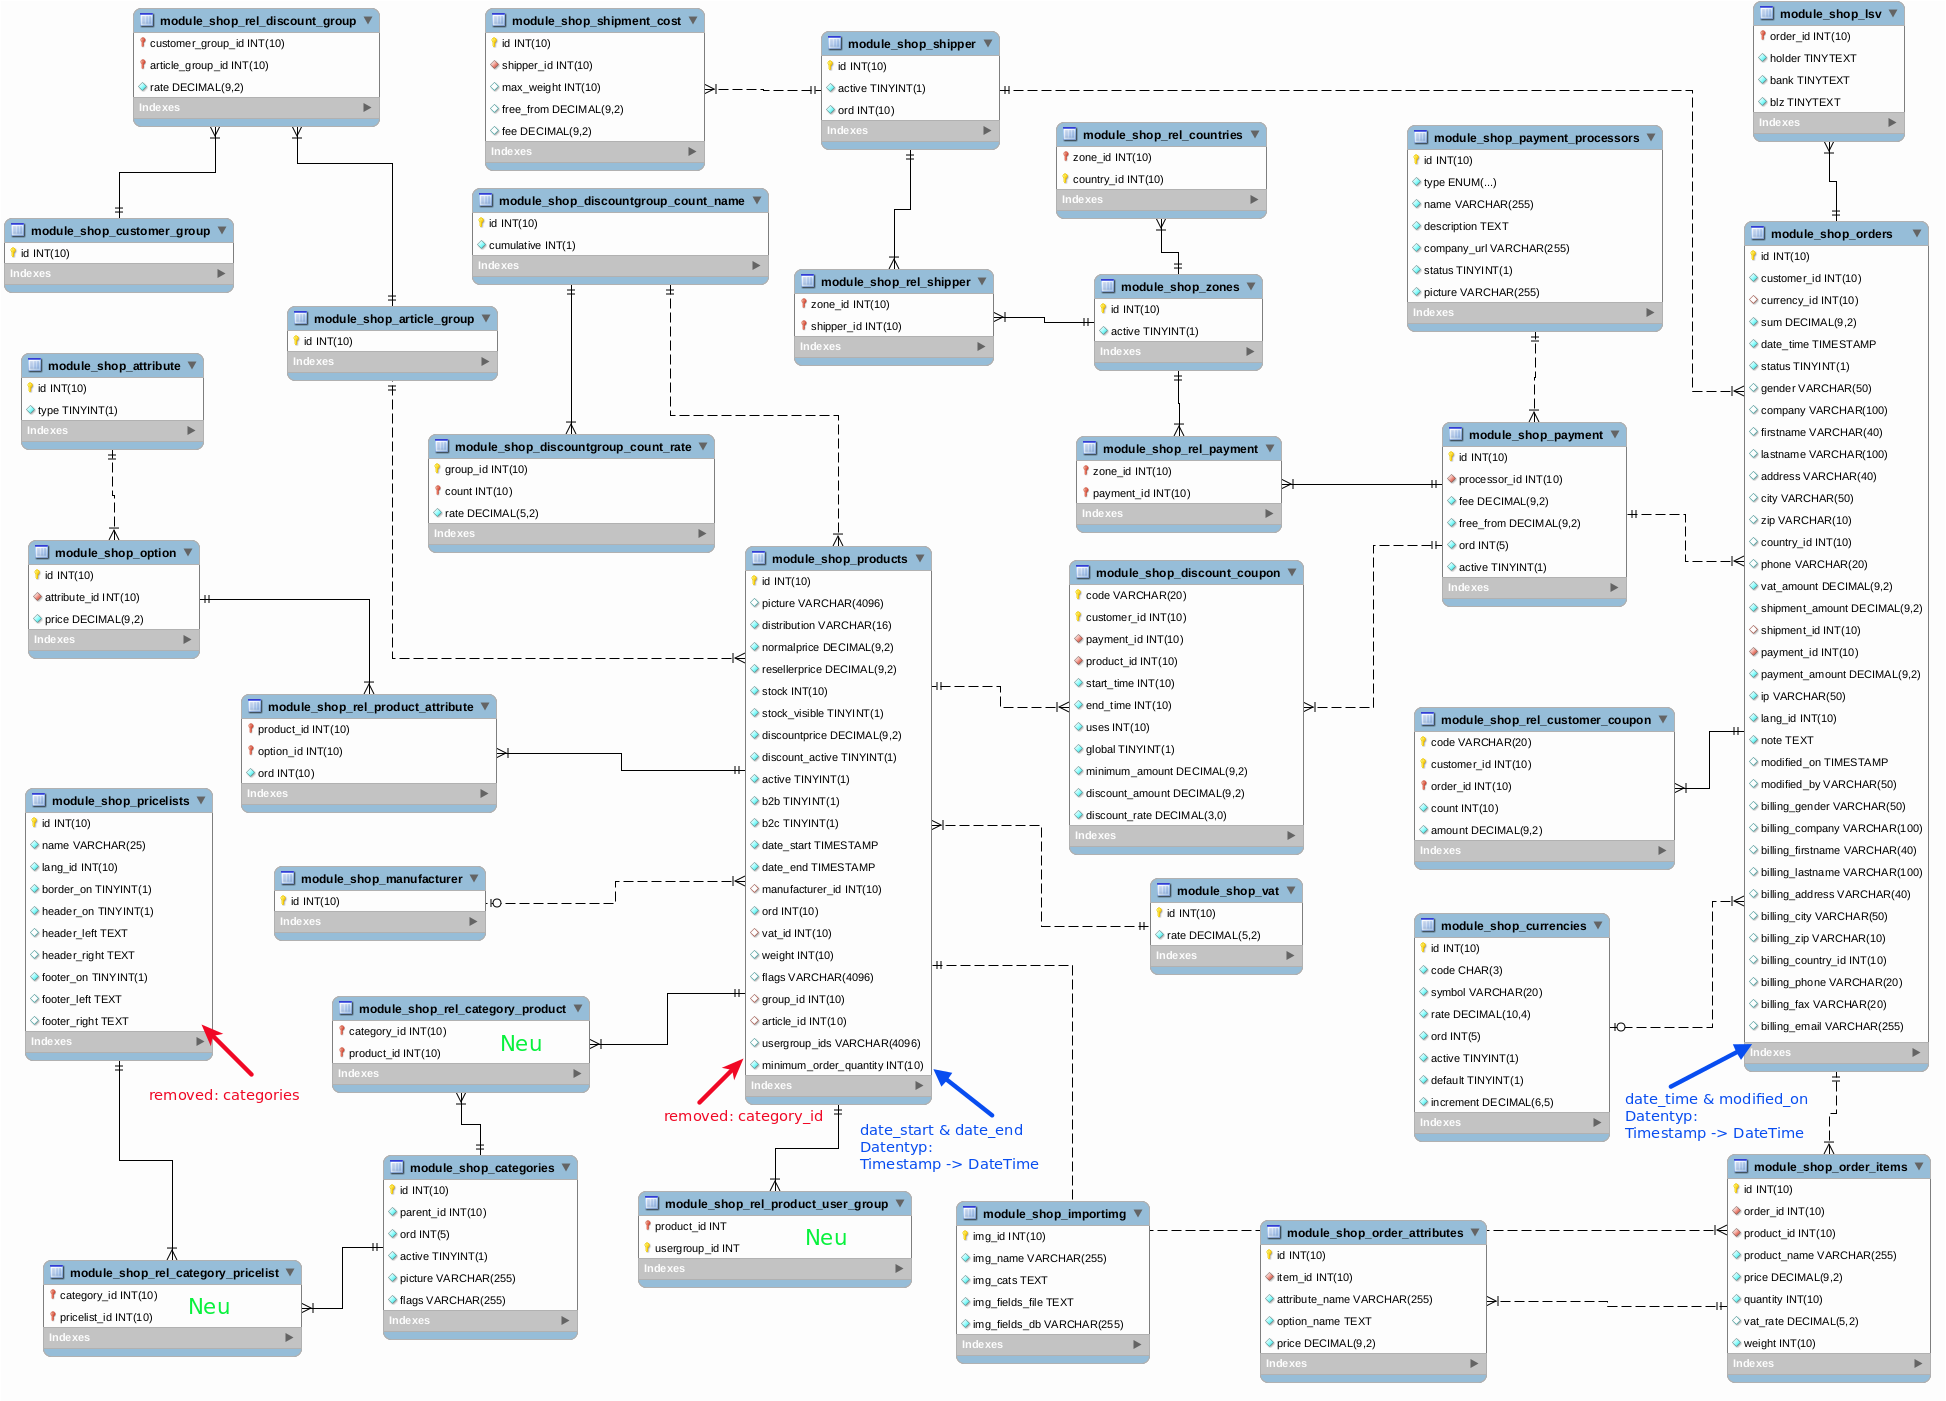 module_shop_rel_discount_group
customer_group_id INT(10)
article_group_id INT(10)
rate DECIMAL(9,2)
Indexes
module_shop_shipment_cost
id INT(10)
shipper_id INT(10)
max_weight INT(10)
free_from DECIMAL(9,2)
fee DECIMAL(9,2)
Indexes
module_shop_shipper
id INT(10)
active TINYINT(1)
ord INT(10)
Indexes
module_shop_lsv
order_id INT(10)
holder TINYTEXT
bank TINYTEXT
blz TINYTEXT
Indexes
module_shop_rel_countries
zone_id INT(10)
country_id INT(10)
Indexes
module_shop_payment_processors
id INT(10)
type ENUM(...)
name VARCHAR(255)
description TEXT
company_url VARCHAR(255)
status TINYINT(1)
picture VARCHAR(255)
Indexes
module_shop_customer_group
id INT(10)
Indexes
module_shop_discountgroup_count_name
id INT(10)
cumulative INT(1)
Indexes
module_shop_rel_shipper
zone_id INT(10)
shipper_id INT(10)
Indexes
module_shop_zones
id INT(10)
active TINYINT(1)
Indexes
module_shop_orders
id INT(10)
customer_id INT(10)
currency_id INT(10)
sum DECIMAL(9,2)
date_time TIMESTAMP
status TINYINT(1)
gender VARCHAR(50)
company VARCHAR(100)
firstname VARCHAR(40)
lastname VARCHAR(100)
address VARCHAR(40)
city VARCHAR(50)
zip VARCHAR(10)
country_id INT(10)
phone VARCHAR(20)
vat_amount DECIMAL(9,2)
shipment_amount DECIMAL(9,2)
shipment_id INT(10)
payment_id INT(10)
payment_amount DECIMAL(9,2)
ip VARCHAR(50)
lang_id INT(10)
note TEXT
modified_on TIMESTAMP
modified_by VARCHAR(50)
billing_gender VARCHAR(50)
billing_company VARCHAR(100)
billing_firstname VARCHAR(40)
billing_lastname VARCHAR(100)
billing_address VARCHAR(40)
billing_city VARCHAR(50)
billing_zip VARCHAR(10)
billing_country_id INT(10)
billing_phone VARCHAR(20)
billing_fax VARCHAR(20)
billing_email VARCHAR(255)
Indexes
module_shop_article_group
id INT(10)
Indexes
module_shop_attribute
id INT(10)
type TINYINT(1)
Indexes
module_shop_discountgroup_count_rate
group_id INT(10)
count INT(10)
rate DECIMAL(5,2)
Indexes
module_shop_rel_payment
zone_id INT(10)
payment_id INT(10)
Indexes
module_shop_payment
id INT(10)
processor_id INT(10)
fee DECIMAL(9,2)
free_from DECIMAL(9,2)
ord INT(5)
active TINYINT(1)
Indexes
module_shop_option
id INT(10)
attribute_id INT(10)
price DECIMAL(9,2)
Indexes
module_shop_products
id INT(10)
picture VARCHAR(4096)
distribution VARCHAR(16)
normalprice DECIMAL(9,2)
resellerprice DECIMAL(9,2)
stock INT(10)
stock_visible TINYINT(1)
discountprice DECIMAL(9,2)
discount_active TINYINT(1)
active TINYINT(1)
b2b TINYINT(1)
b2c TINYINT(1)
date_start TIMESTAMP
date_end TIMESTAMP
manufacturer_id INT(10)
ord INT(10)
vat_id INT(10)
weight INT(10)
flags VARCHAR(4096)
group_id INT(10)
article_id INT(10)
usergroup_ids VARCHAR(4096)
minimum_order_quantity INT(10)
Indexes
module_shop_discount_coupon
code VARCHAR(20)
customer_id INT(10)
payment_id INT(10)
product_id INT(10)
start_time INT(10)
end_time INT(10)
uses INT(10)
global TINYINT(1)
minimum_amount DECIMAL(9,2)
discount_amount DECIMAL(9,2)
discount_rate DECIMAL(3,0)
Indexes
module_shop_rel_product_attribute
product_id INT(10)
option_id INT(10)
ord INT(10)
Indexes
module_shop_rel_customer_coupon
code VARCHAR(20)
customer_id INT(10)
order_id INT(10)
count INT(10)
amount DECIMAL(9,2)
Indexes
module_shop_pricelists
id INT(10)
name VARCHAR(25)
lang_id INT(10)
border_on TINYINT(1)
header_on TINYINT(1)
header_left TEXT
header_right TEXT
footer_on TINYINT(1)
footer_left TEXT
footer_right TEXT
Indexes
removed: categories
module_shop_manufacturer
id INT(10)
Indexes
module_shop_vat
id INT(10)
rate DECIMAL(5,2)
Indexes
module_shop_currencies
id INT(10)
code CHAR(3)
symbol VARCHAR(20)
rate DECIMAL(10,4)
ord INT(5)
active TINYINT(1)
default TINYINT(1)
increment DECIMAL(6,5)
Indexes
module_shop_rel_category_product
category_id INT(10)
product_id INT(10)
Neu
Indexes
removed: category_id
date_start & date_end
Datentyp:
Timestamp -> DateTime
date_time & modified_on
Datentyp:
Timestamp -> DateTime
module_shop_categories
id INT(10)
parent_id INT(10)
ord INT(5)
active TINYINT(1)
picture VARCHAR(255)
flags VARCHAR(255)
Indexes
module_shop_rel_product_user_group
product_id INT
usergroup_id INT
Neu
Indexes
module_shop_importimg
img_id INT(10)
img_name VARCHAR(255)
img_cats TEXT
img_fields_file TEXT
img_fields_db VARCHAR(255)
Indexes
module_shop_order_attributes
id INT(10)
item_id INT(10)
attribute_name VARCHAR(255)
option_name TEXT
price DECIMAL(9,2)
Indexes
module_shop_order_items
id INT(10)
order_id INT(10)
product_id INT(10)
product_name VARCHAR(255)
price DECIMAL(9,2)
quantity INT(10)
vat_rate DECIMAL(5,2)
weight INT(10)
Indexes
module_shop_rel_category_pricelist
category_id INT(10)
pricelist_id INT(10)
Neu
Indexes